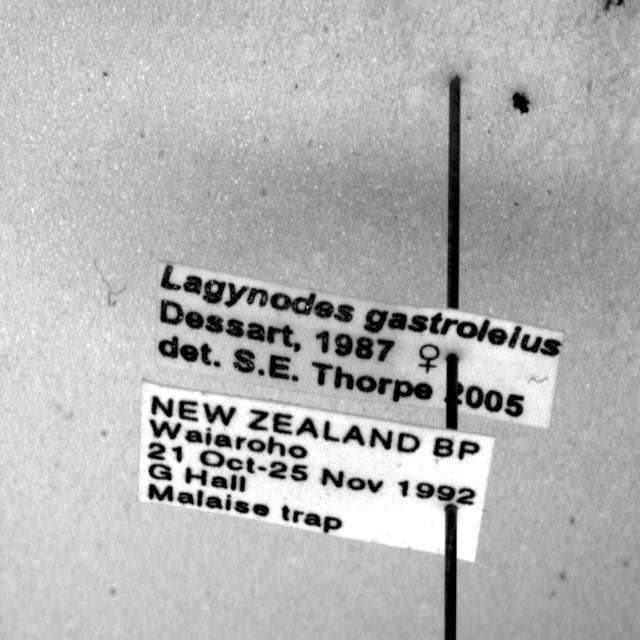 Lagynodes gastroleius
Dessart, 1987 ♀
det. S.E. Thorpe 2005
NEW ZEALAND BP
Waiaroho
21 Oct-25 Nov 1992
G Hall
Malaise trap